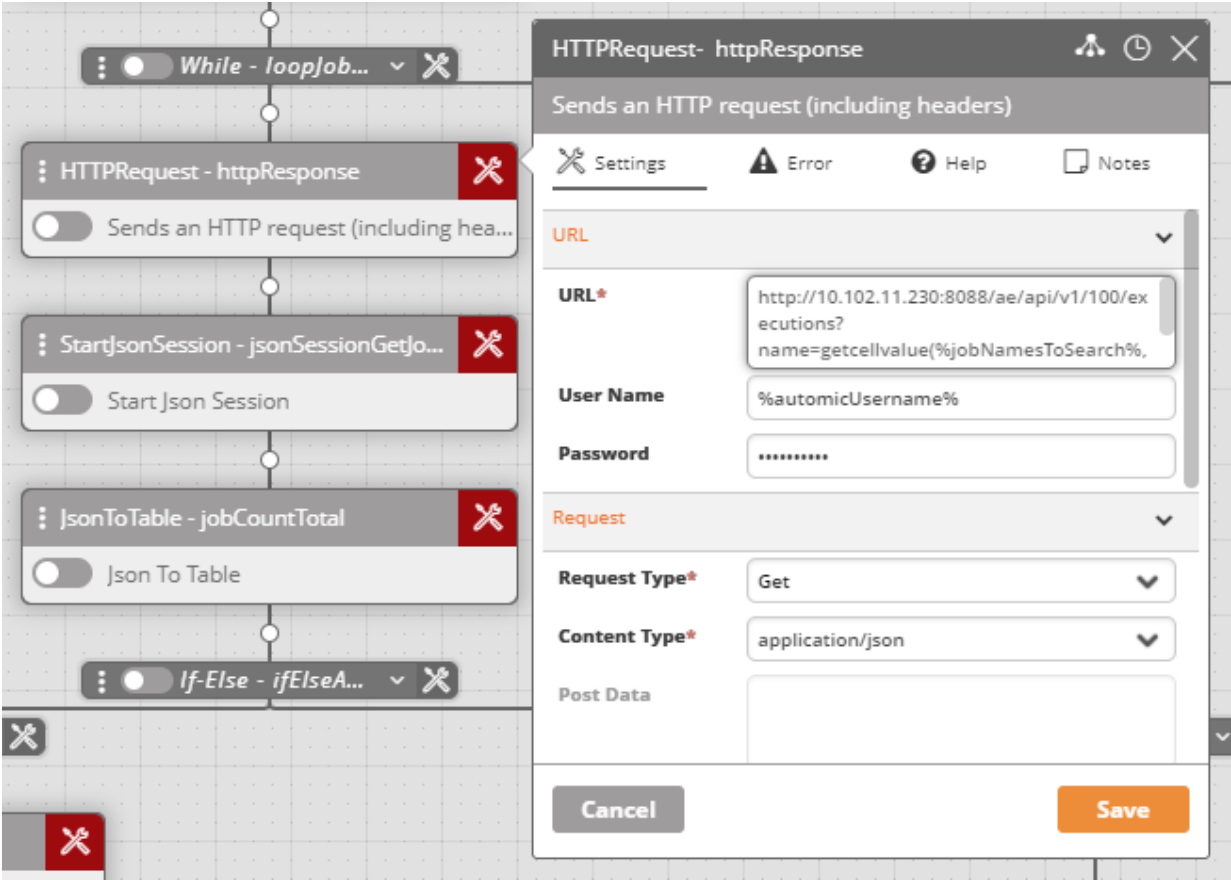 While - loopJob...
HTTPRequest - httpResponse
Sends an HTTP request (including hea...
StartJsonSession - jsonSessionGetJo...
Start Json Session
JsonToTable - jobCountTotal
Json To Table
If-Else - ifElseA...
HTTPRequest- httpResponse
Sends an HTTP request (including headers)
Settings
Error
Help
Notes
URL
URL*
http://10.102.11.230:8088/ae/api/v1/100/ex
ecutions?
name=getcellvalue(%jobNamesToSearch%,
User Name
%automicUsername%
Password
••••••••••
Request
Request Type*
Get
Content Type*
application/json
Post Data
Cancel
Save